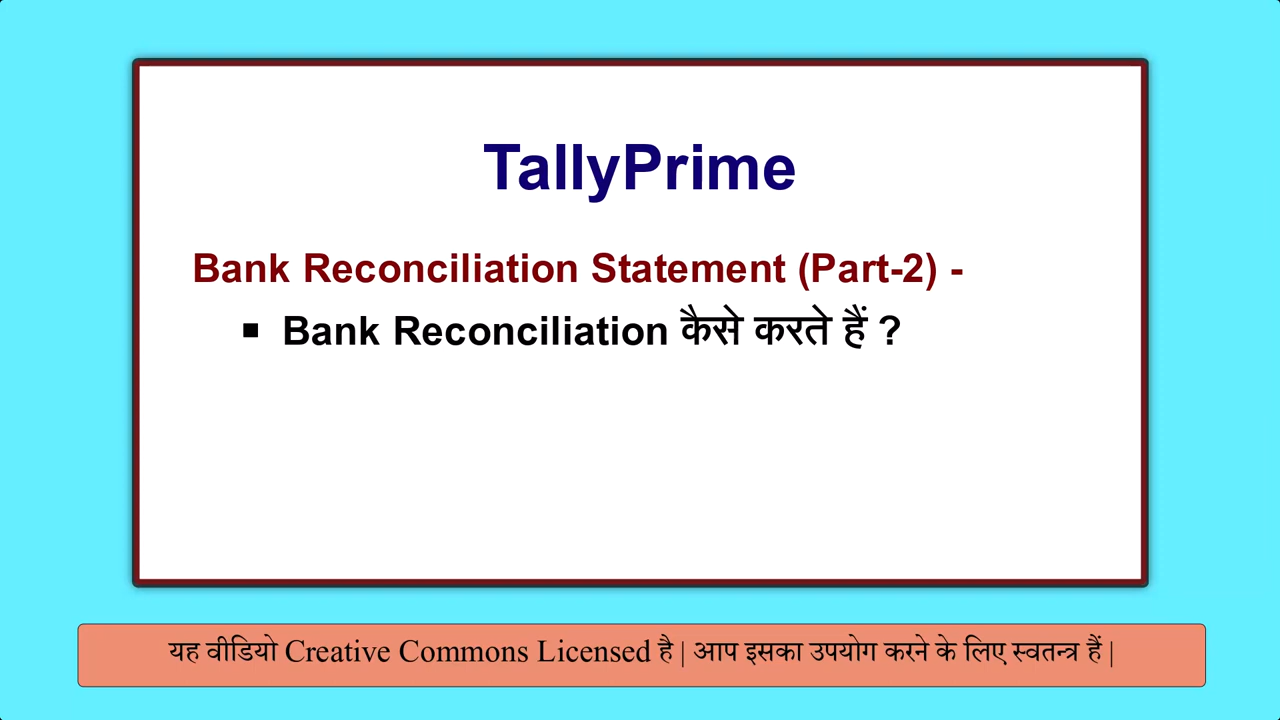 TallyPrime
Bank Reconciliation Statement (Part-2) -
▪ Bank Reconciliation कैसे करते हैं ?
यह वीडियो Creative Commons Licensed है | आप इसका उपयोग करने के लिए स्वतन्त्र हैं |